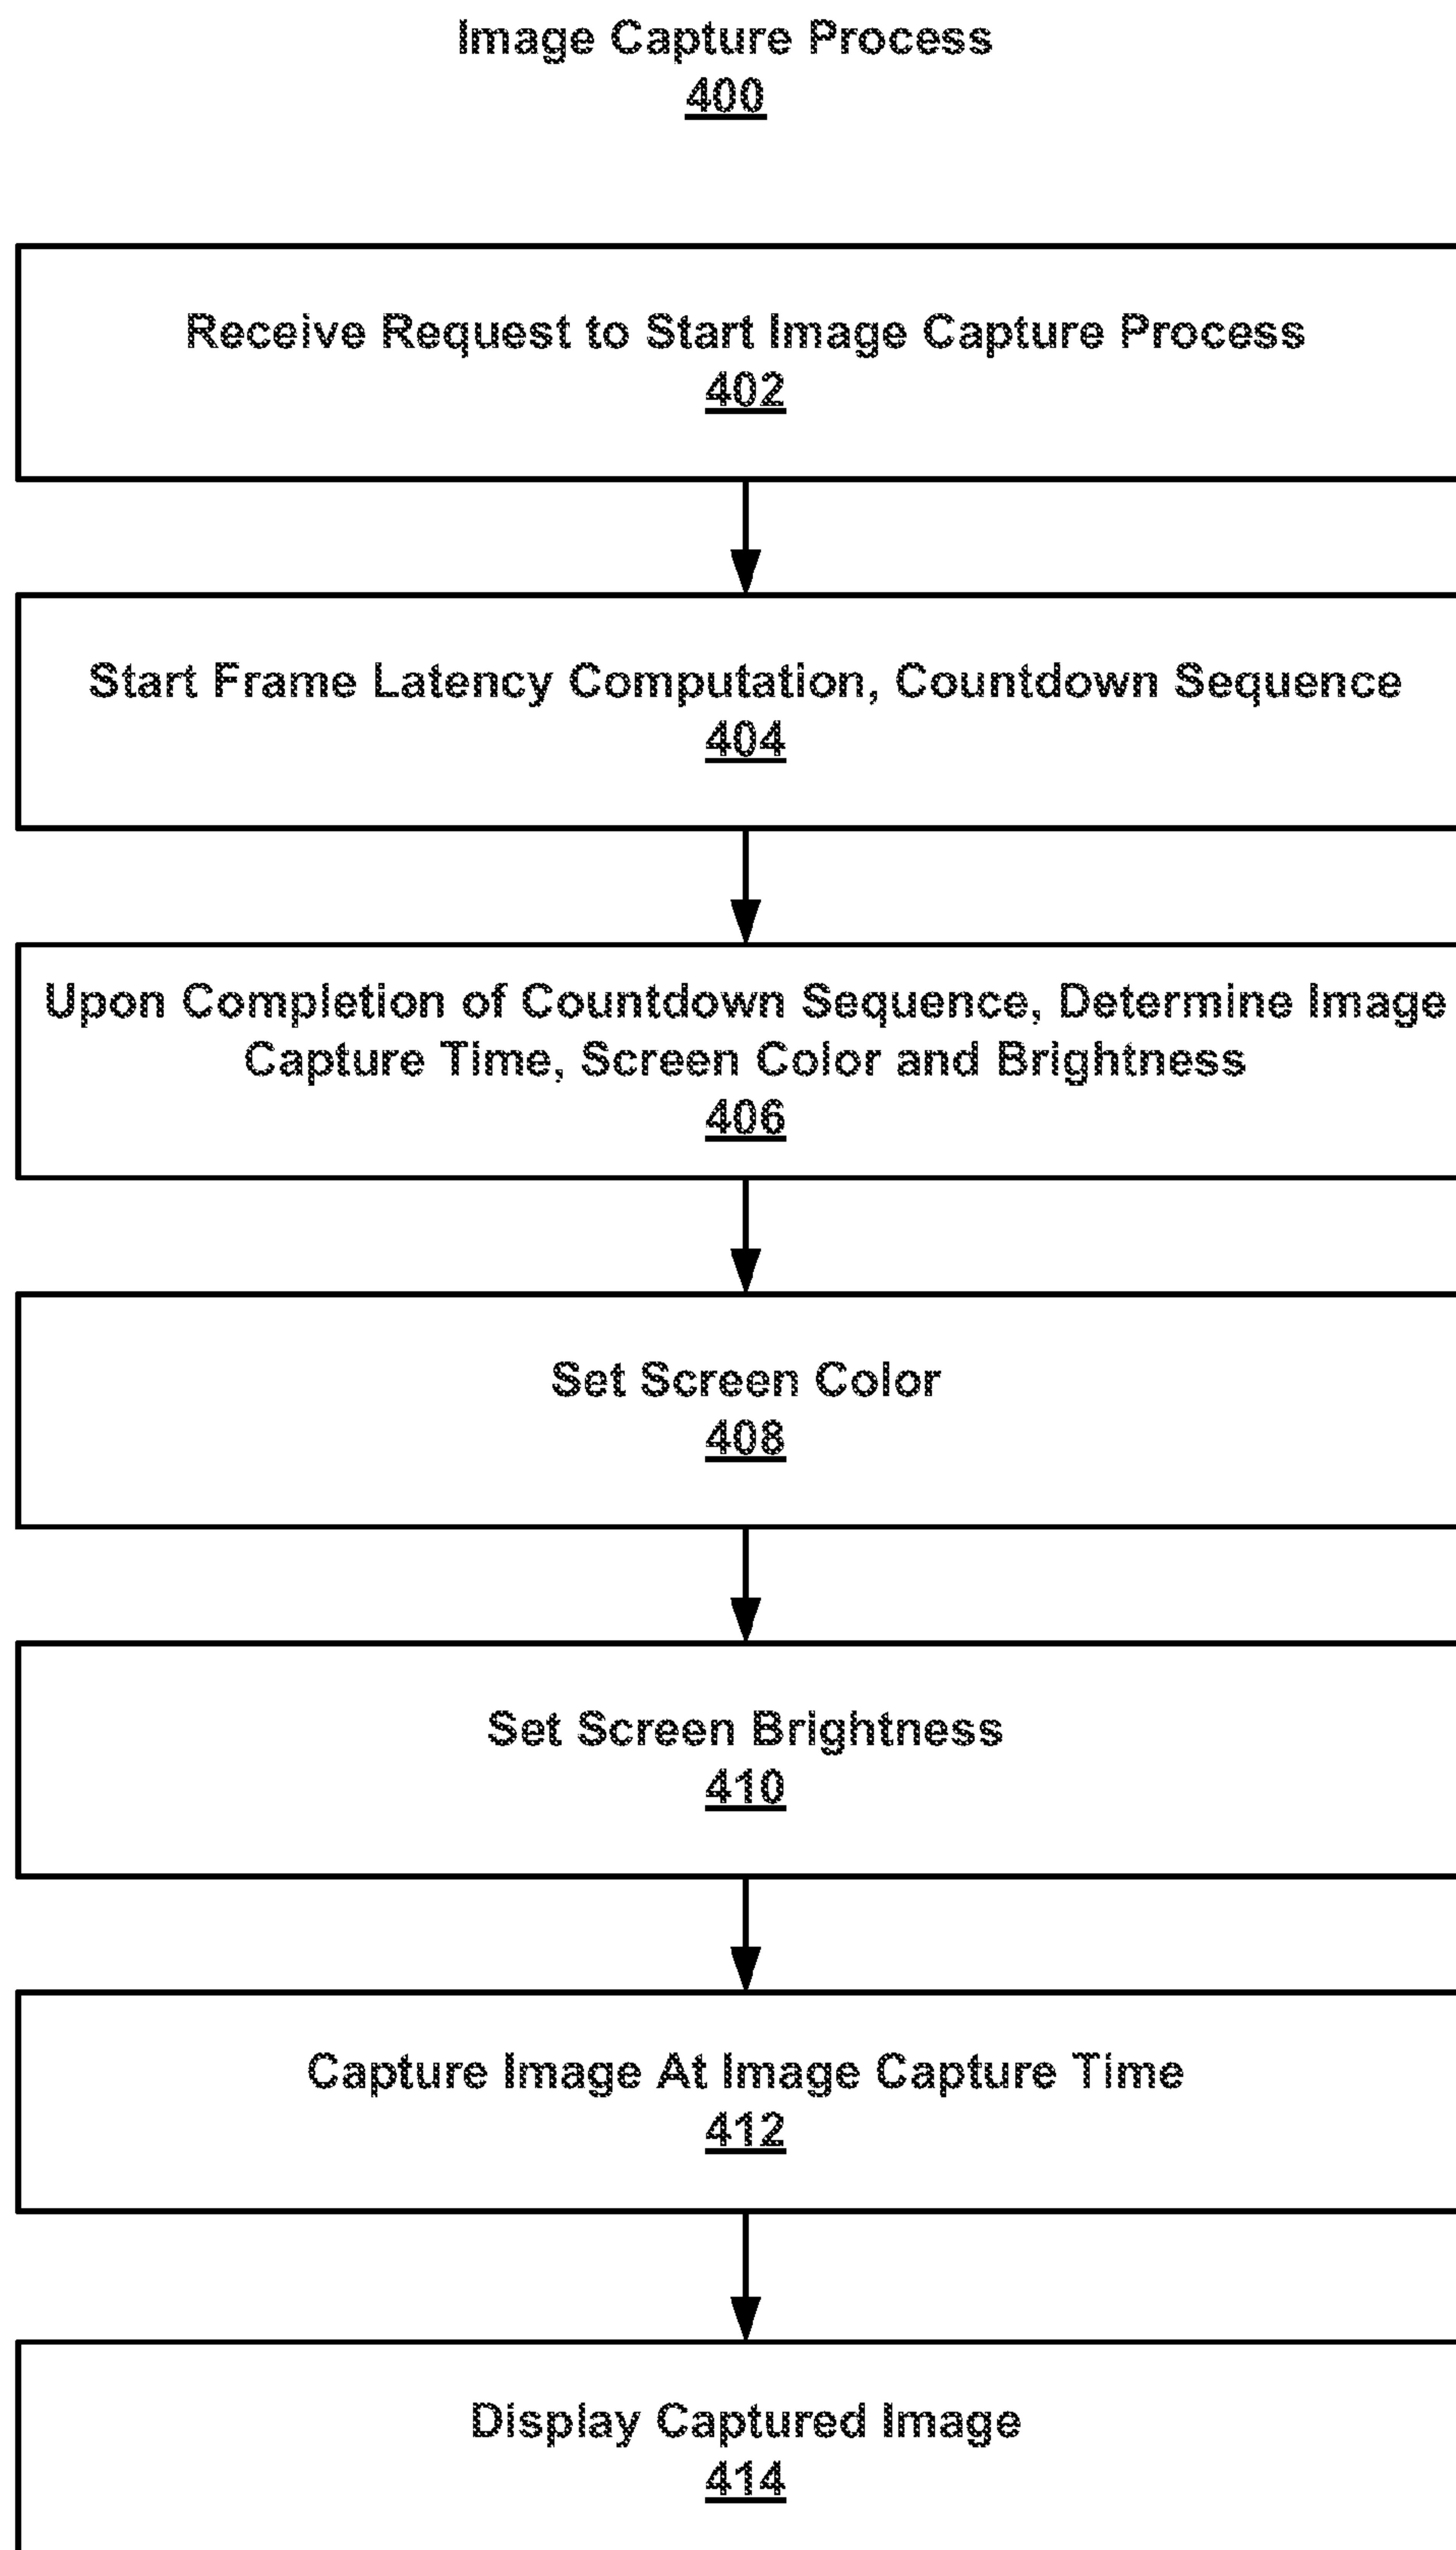 Image Capture Process
400
Receive Request to Start Image Capture Process
402
Start Frame Latency Computation, Countdown Sequence
404
Upon Completion of Countdown Sequence, Determine Image
Capture Time, Screen Color and Brightness
406
Set Screen Color
408
Set Screen Brightness
410
Capture Image At Image Capture Time
412
Display Captured Image
414